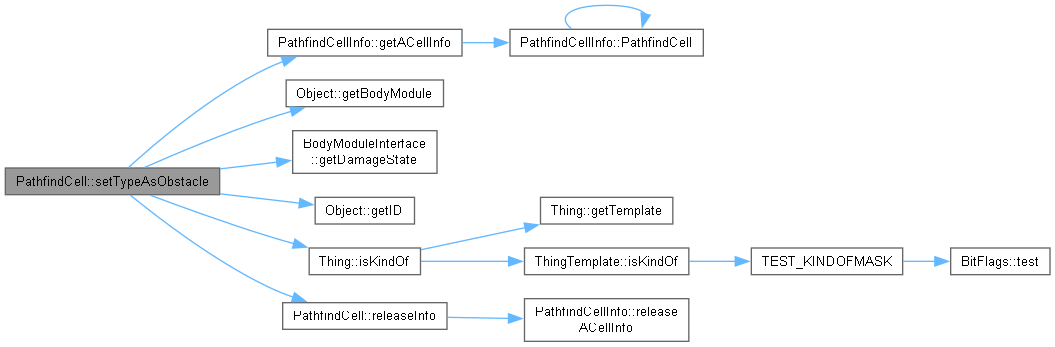 PathfindCell::setTypeAsObstacle
PathfindCellInfo::getACellInfo
PathfindCellInfo::PathfindCell
Object::getBodyModule
BodyModuleInterface
::getDamageState
Object::getID
Thing::isKindOf
Thing::getTemplate
ThingTemplate::isKindOf
TEST_KINDOFMASK
BitFlags::test
PathfindCell::releaseInfo
PathfindCellInfo::release
ACellInfo